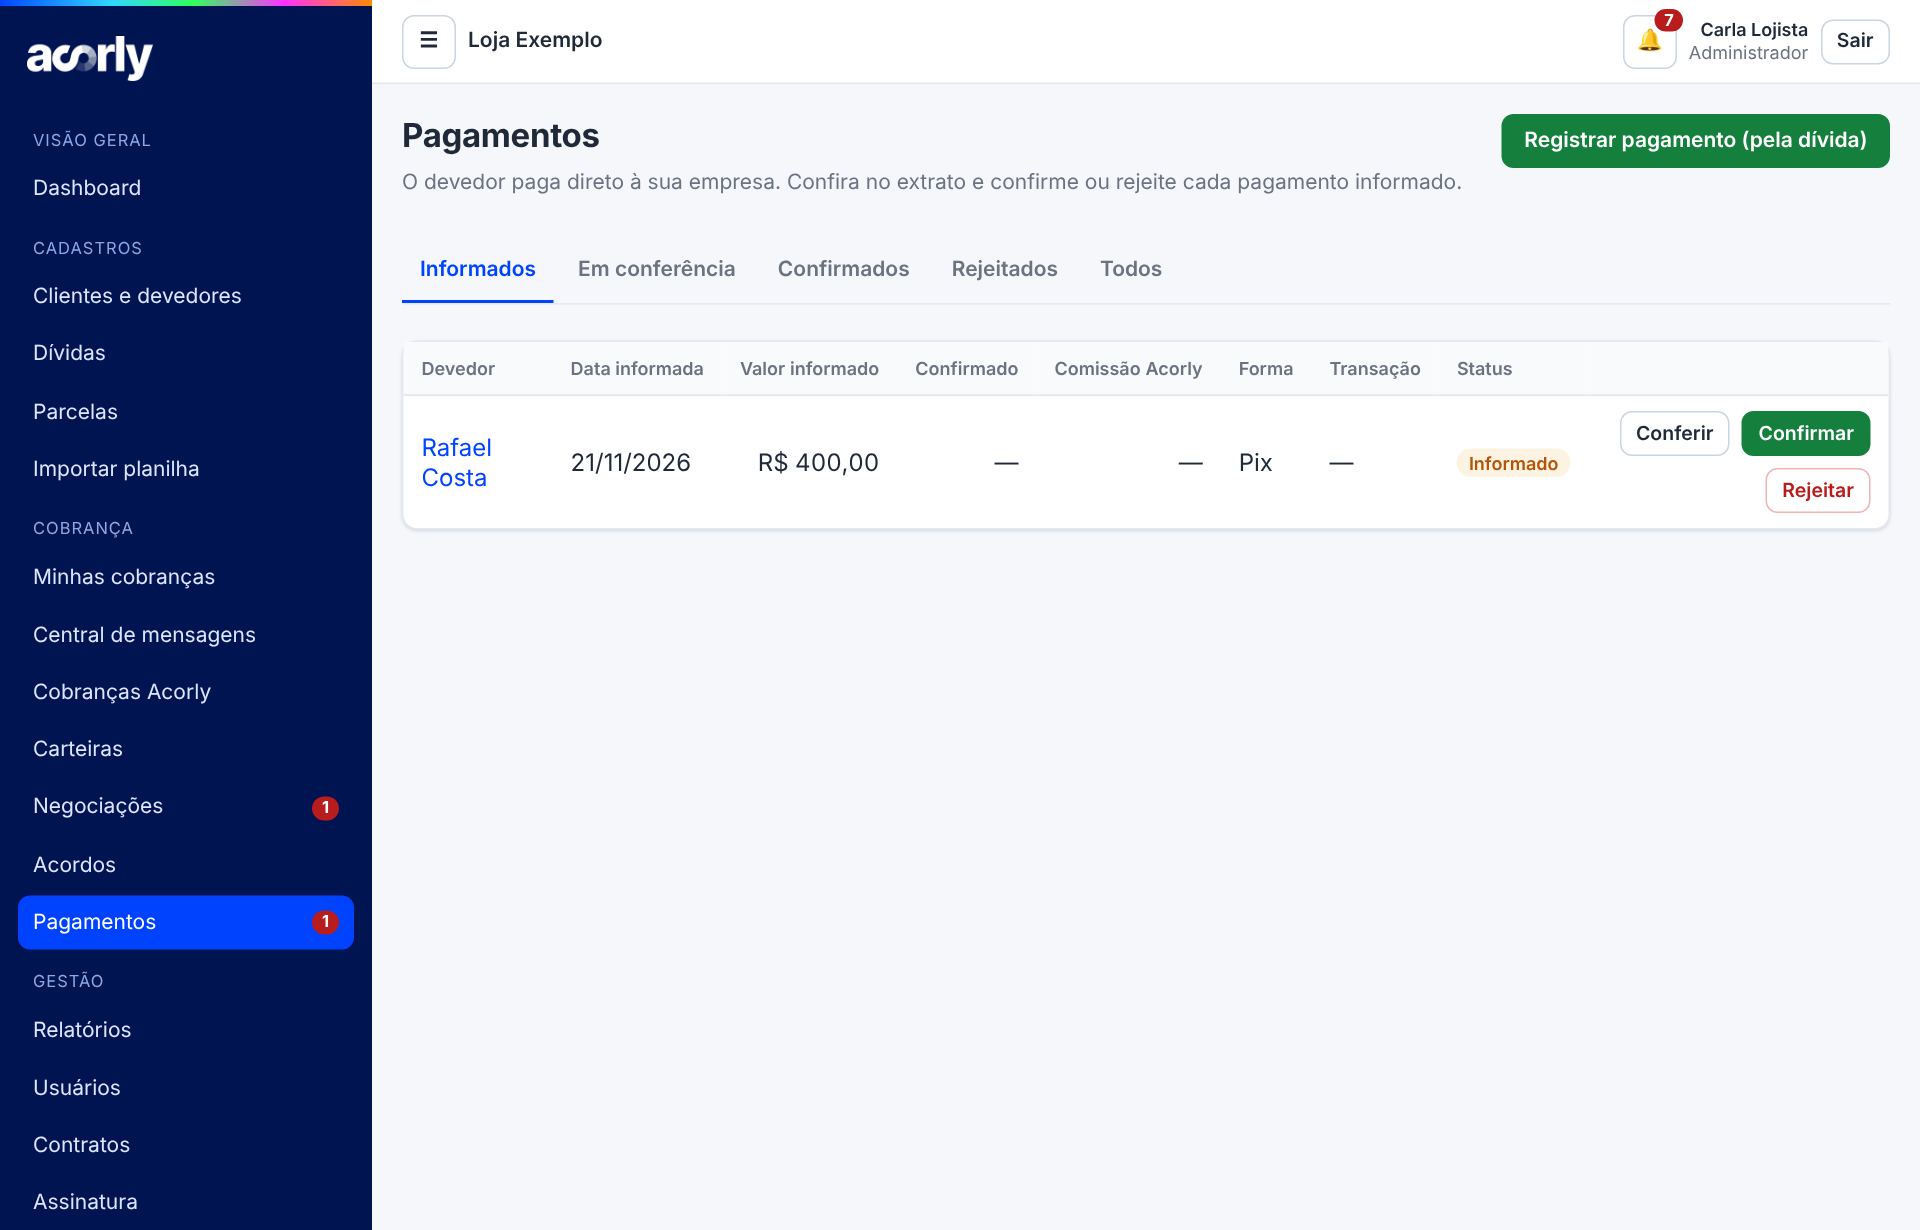 acorly
VISÃO GERAL
Dashboard
CADASTROS
Clientes e devedores
Dívidas
Parcelas
Importar planilha
COBRANÇA
Minhas cobranças
Central de mensagens
Cobranças Acorly
Carteiras
Negociações 1
Acordos
Pagamentos 1
GESTÃO
Relatórios
Usuários
Contratos
Assinatura
☰ Loja Exemplo
7
Carla Lojista
Administrador
Sair
Pagamentos
Registrar pagamento (pela dívida)
O devedor paga direto à sua empresa. Confira no extrato e confirme ou rejeite cada pagamento informado.
Informados Em conferência Confirmados Rejeitados Todos
Devedor Data informada Valor informado Confirmado Comissão Acorly Forma Transação Status
Rafael Costa 21/11/2026 R$ 400,00 — — Pix — Informado Conferir Confirmar
Rejeitar